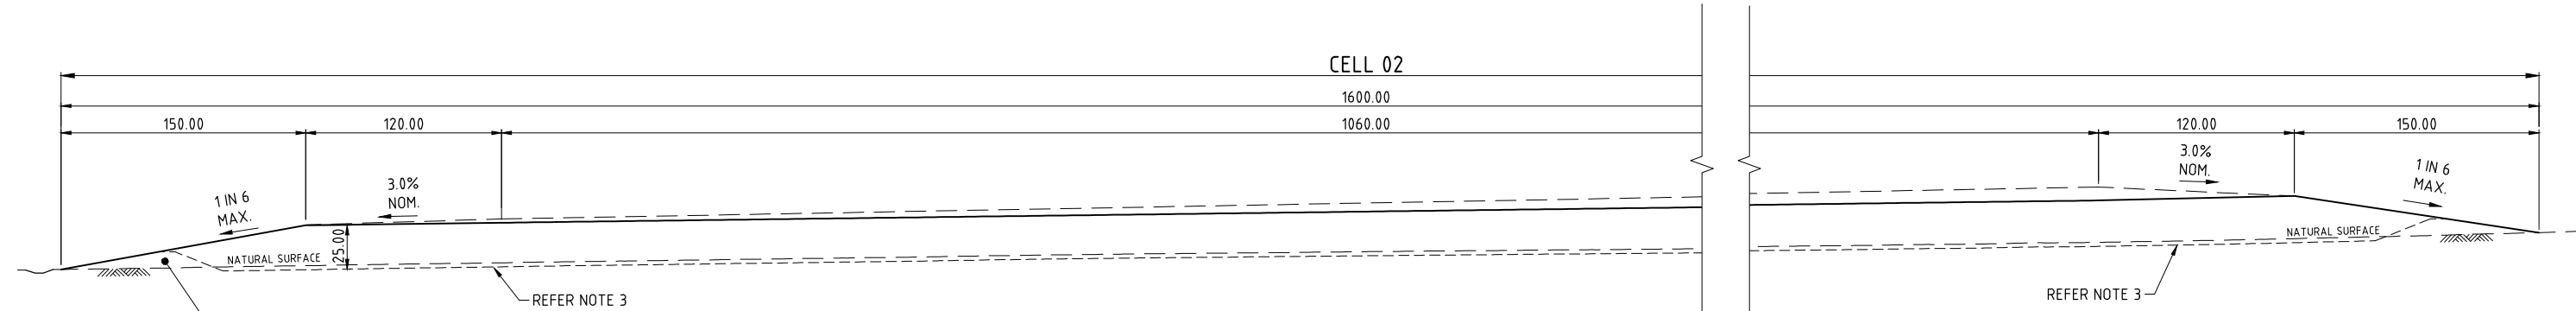 CELL 02
1600.00
150.00
120.00
1060.00
120.00
150.00
1 IN 6
MAX.
3.0%
NOM.
3.0%
NOM.
1 IN 6
MAX.
25.00
NATURAL SURFACE
NATURAL SURFACE
REFER NOTE 3
REFER NOTE 3